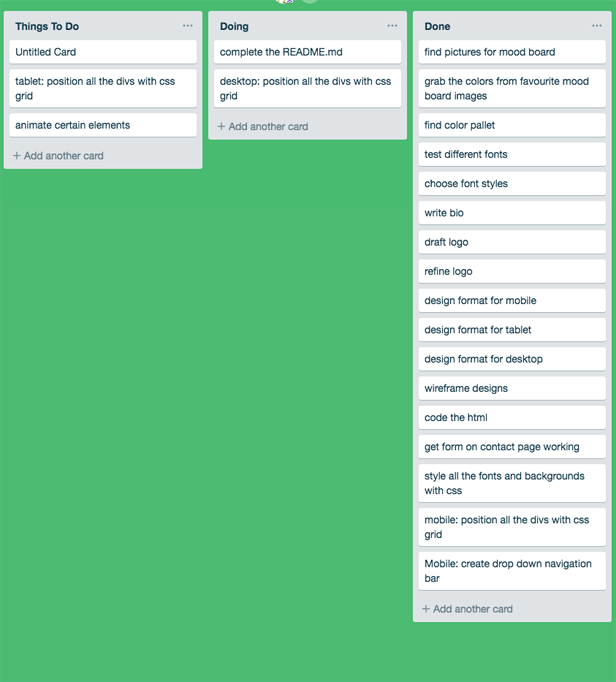 Things To Do
Untitled Card
tablet: position all the divs with css
grid
animate certain elements
+ Add another card
Doing
complete the README.md
desktop: position all the divs with css
grid
+ Add another card
Done
find pictures for mood board
grab the colors from favourite mood
board images
find color pallet
test different fonts
choose font styles
write bio
draft logo
refine logo
design format for mobile
design format for tablet
design format for desktop
wireframe designs
code the html
get form on contact page working
style all the fonts and backgrounds
with css
mobile: position all the divs with css
grid
Mobile: create drop down navigation
bar
+ Add another card